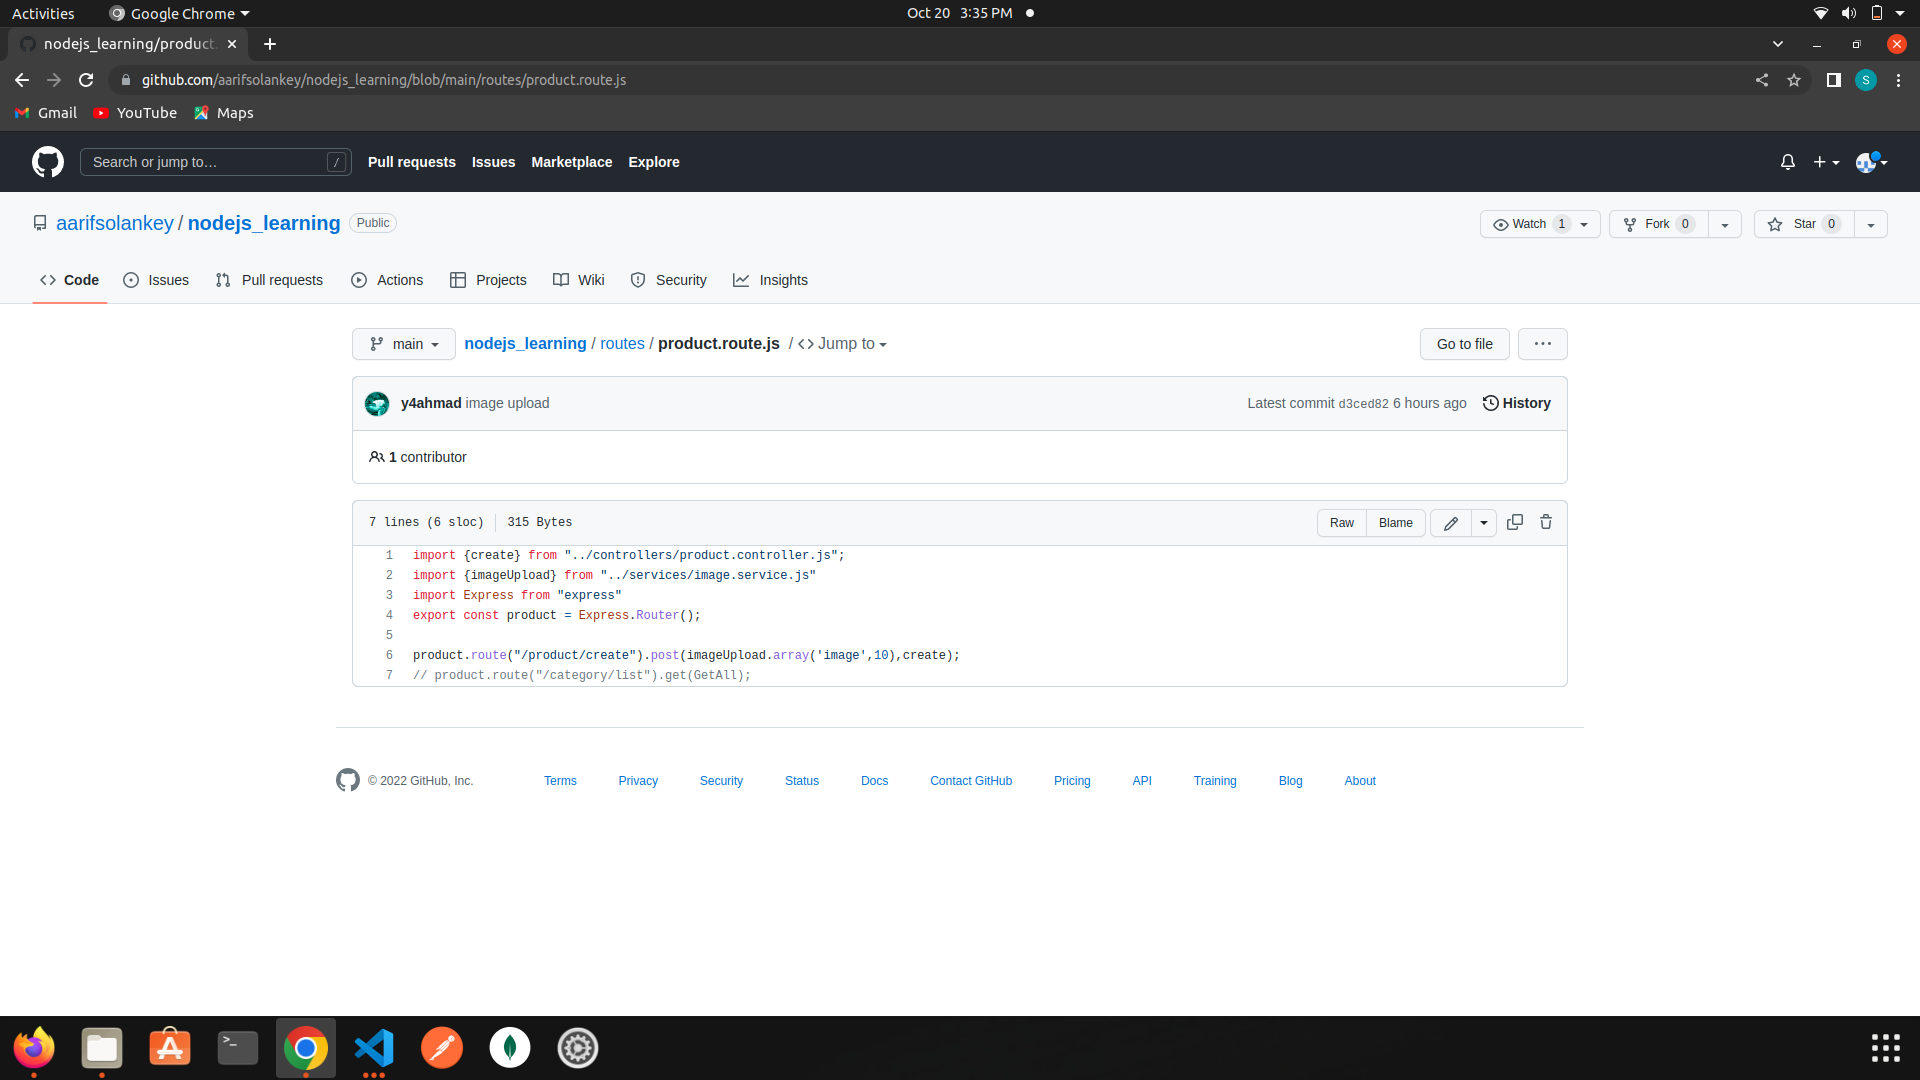 Activities Google Chrome Oct 20 3:35 PM
nodejs_learning/product.
github.com/aarifsolankey/nodejs_learning/blob/main/routes/product.route.js S
Gmail YouTube Maps
Search or jump to… / Pull requests Issues Marketplace Explore
aarifsolankey / nodejs_learning Public Watch 1 Fork 0 Star 0
Code Issues Pull requests Actions Projects Wiki Security Insights
main nodejs_learning / routes / product.route.js / <> Jump to Go to file ...
y4ahmad image upload Latest commit d3ced82 6 hours ago History
1 contributor
7 lines (6 sloc) 315 Bytes Raw Blame
1 import {create} from "../controllers/product.controller.js";
2 import {imageUpload} from "../services/image.service.js"
3 import Express from "express"
4 export const product = Express.Router();
5
6 product.route("/product/create").post(imageUpload.array('image',10),create);
7 // product.route("/category/list").get(GetAll);
© 2022 GitHub, Inc. Terms Privacy Security Status Docs Contact GitHub Pricing API Training Blog About